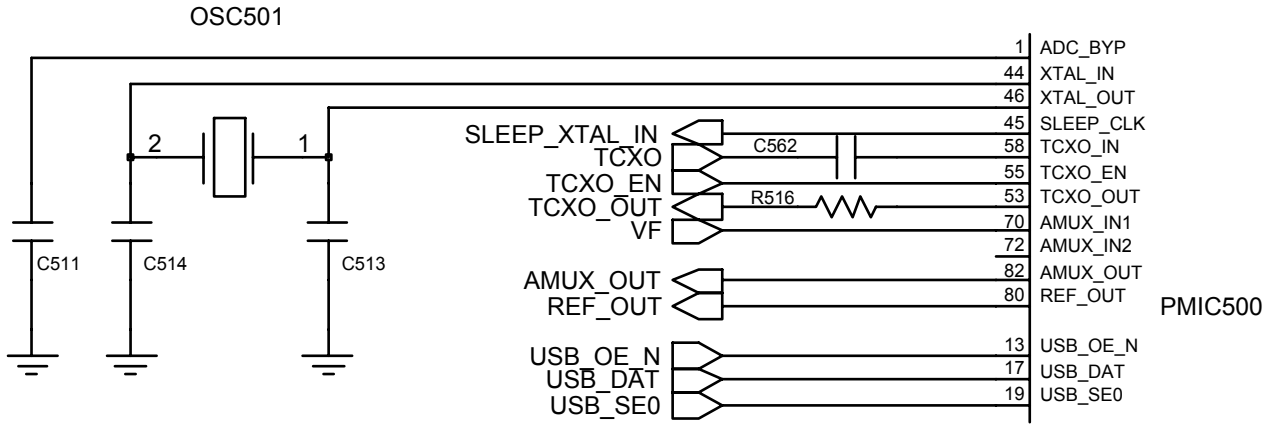 OSC501
1 ADC_BYP
44 XTAL_IN
46 XTAL_OUT
SLEEP_XTAL_IN 45 SLEEP_CLK
2 1 TCXO C562 58 TCXO_IN
TCXO_EN 55 TCXO_EN
TCXO_OUT R516 53 TCXO_OUT
VF 70 AMUX_IN1
72 AMUX_IN2
C511 C514 C513
AMUX_OUT 82 AMUX_OUT
REF_OUT 80 REF_OUT
PMIC500
USB_OE_N 13 USB_OE_N
USB_DAT 17 USB_DAT
USB_SE0 19 USB_SE0